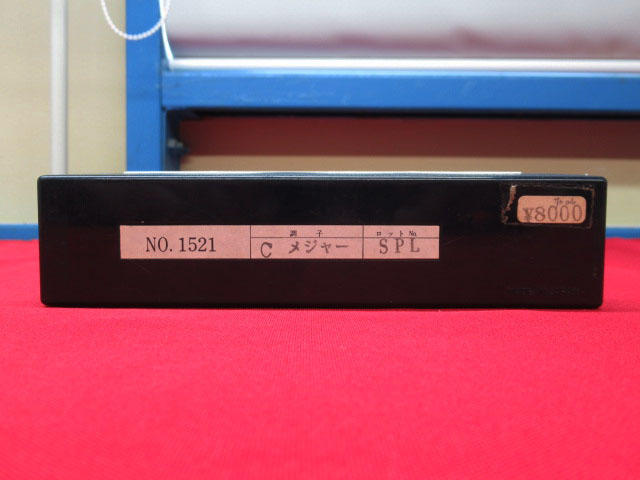 NO.1521
調子
C メジャー
ロットNo.
SPL
¥8000